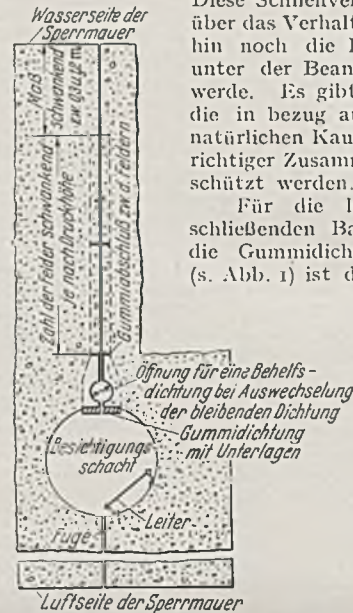 Wasserseite der
Sperrmauer
Maß
schwankend
Zahl der Felder schwankend
je nach Druckhöhe
Gummiabschluß zw. d. Feldern
über das Verhalt
hin noch die
unter der Bean
werde. Es gibt
die in bezug au
natürlichen Kau
richtiger Zusamm
schützt werden.
Für die
schließenden Ba
die Gummidich
(s. Abb. 1) ist d
Öffnung für eine Behelfs-
dichtung bei Auswechselung
der bleibenden Dichtung
Gummidichtung
mit Unterlagen
Besichtigungs
schacht
Leiter
Fuge
Luftseite der Sperrmauer